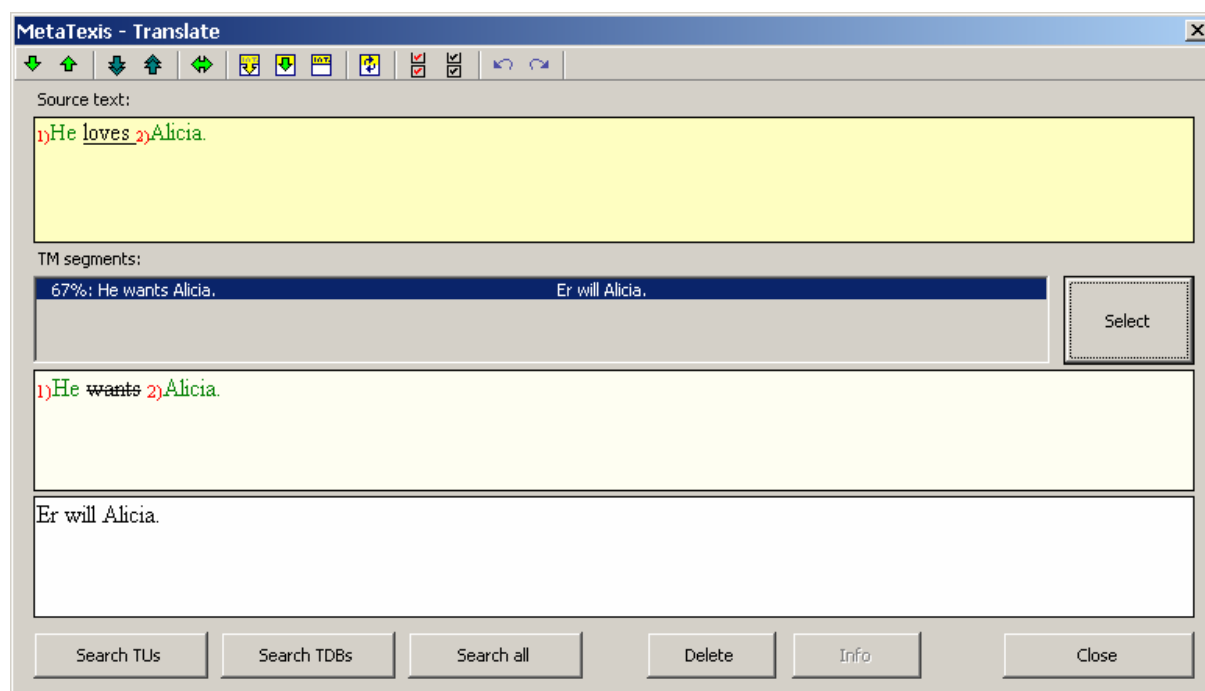 MetaTexis - Translate
Source text:
1)He loves 2)Alicia.
TM segments:
67%: He wants Alicia. Er will Alicia.
Select
1)He wants 2)Alicia.
Er will Alicia.
Search TUs Search TDBs Search all Delete Info Close